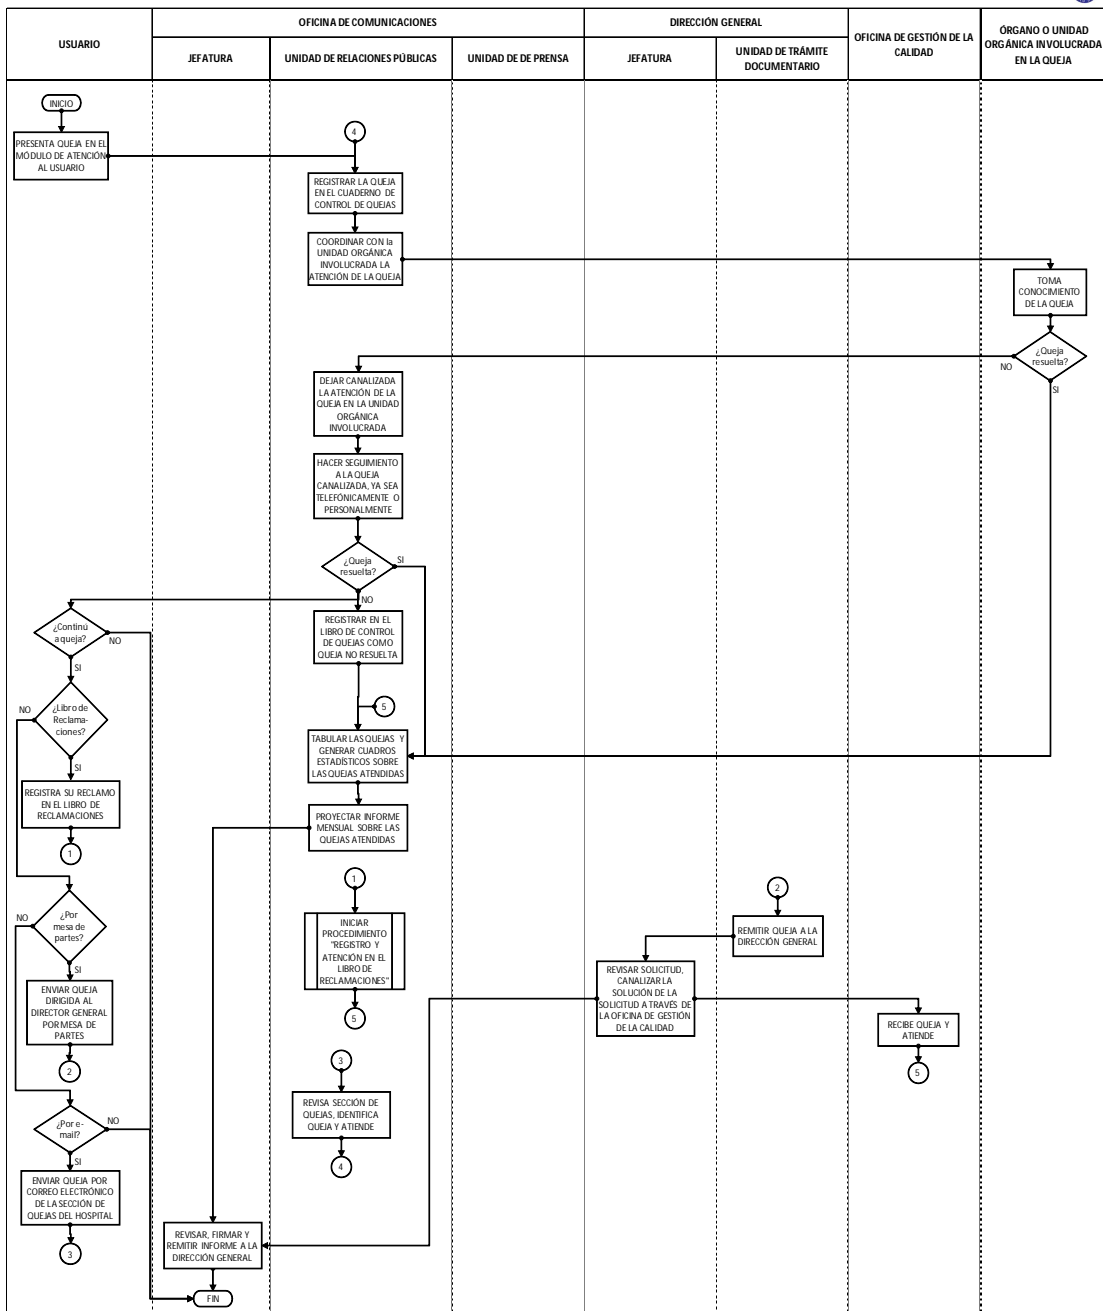 USUARIO
OFICINA DE COMUNICACIONES
DIRECCIÓN GENERAL
OFICINA DE GESTIÓN DE LA
CALIDAD
ÓRGANO O UNIDAD
ORGÁNICA INVOLUCRADA
EN LA QUEJA
JEFATURA
UNIDAD DE RELACIONES PÚBLICAS
UNIDAD DE DE PRENSA
JEFATURA
UNIDAD DE TRÁMITE
DOCUMENTARIO
INICIO
PRESENTA QUEJA EN EL
MÓDULO DE ATENCIÓN
AL USUARIO
4
REGISTRAR LA QUEJA
EN EL CUADERNO DE
CONTROL DE QUEJAS
COORDINAR CON la
UNIDAD ORGÁNICA
INVOLUCRADA LA
ATENCIÓN DE LA QUEJA
TOMA
CONOCIMIENTO
DE LA QUEJA
¿Queja
resuelta?
NO
SI
DEJAR CANALIZADA
LA ATENCIÓN DE LA
QUEJA EN LA UNIDAD
ORGÁNICA
INVOLUCRADA
HACER SEGUIMIENTO
A LA QUEJA
CANALIZADA, YA SEA
TELEFÓNICAMENTE O
PERSONALMENTE
¿Queja
resuelta?
SI
NO
REGISTRAR EN EL
LIBRO DE CONTROL
DE QUEJAS COMO
QUEJA NO RESUELTA
¿Continú
a queja?
NO
SI
¿Libro de
Reclama-
ciones?
NO
SI
5
TABULAR LAS QUEJAS Y
GENERAR CUADROS
ESTADÍSTICOS SOBRE
LAS QUEJAS ATENDIDAS
REGISTRA SU RECLAMO
EN EL LIBRO DE
RECLAMACIONES
1
PROYECTAR INFORME
MENSUAL SOBRE LAS
QUEJAS ATENDIDAS
1
INICIAR
PROCEDIMIENTO
"REGISTRO Y
ATENCIÓN EN EL
LIBRO DE
RECLAMACIONES"
5
2
REMITIR QUEJA A LA
DIRECCIÓN GENERAL
¿Por
mesa de
partes?
NO
SI
ENVIAR QUEJA
DIRIGIDA AL
DIRECTOR GENERAL
POR MESA DE
PARTES
2
REVISAR SOLICITUD,
CANALIZAR LA
SOLUCIÓN DE LA
SOLICITUD A TRAVÉS DE
LA OFICINA DE GESTIÓN
DE LA CALIDAD
RECIBE QUEJA Y
ATIENDE
5
3
REVISA SECCIÓN DE
QUEJAS, IDENTIFICA
QUEJA Y ATIENDE
4
¿Por e-
mail?
NO
SI
ENVIAR QUEJA POR
CORREO ELECTRÓNICO
DE LA SECCIÓN DE
QUEJAS DEL HOSPITAL
3
REVISAR, FIRMAR Y
REMITIR INFORME A LA
DIRECCIÓN GENERAL
FIN